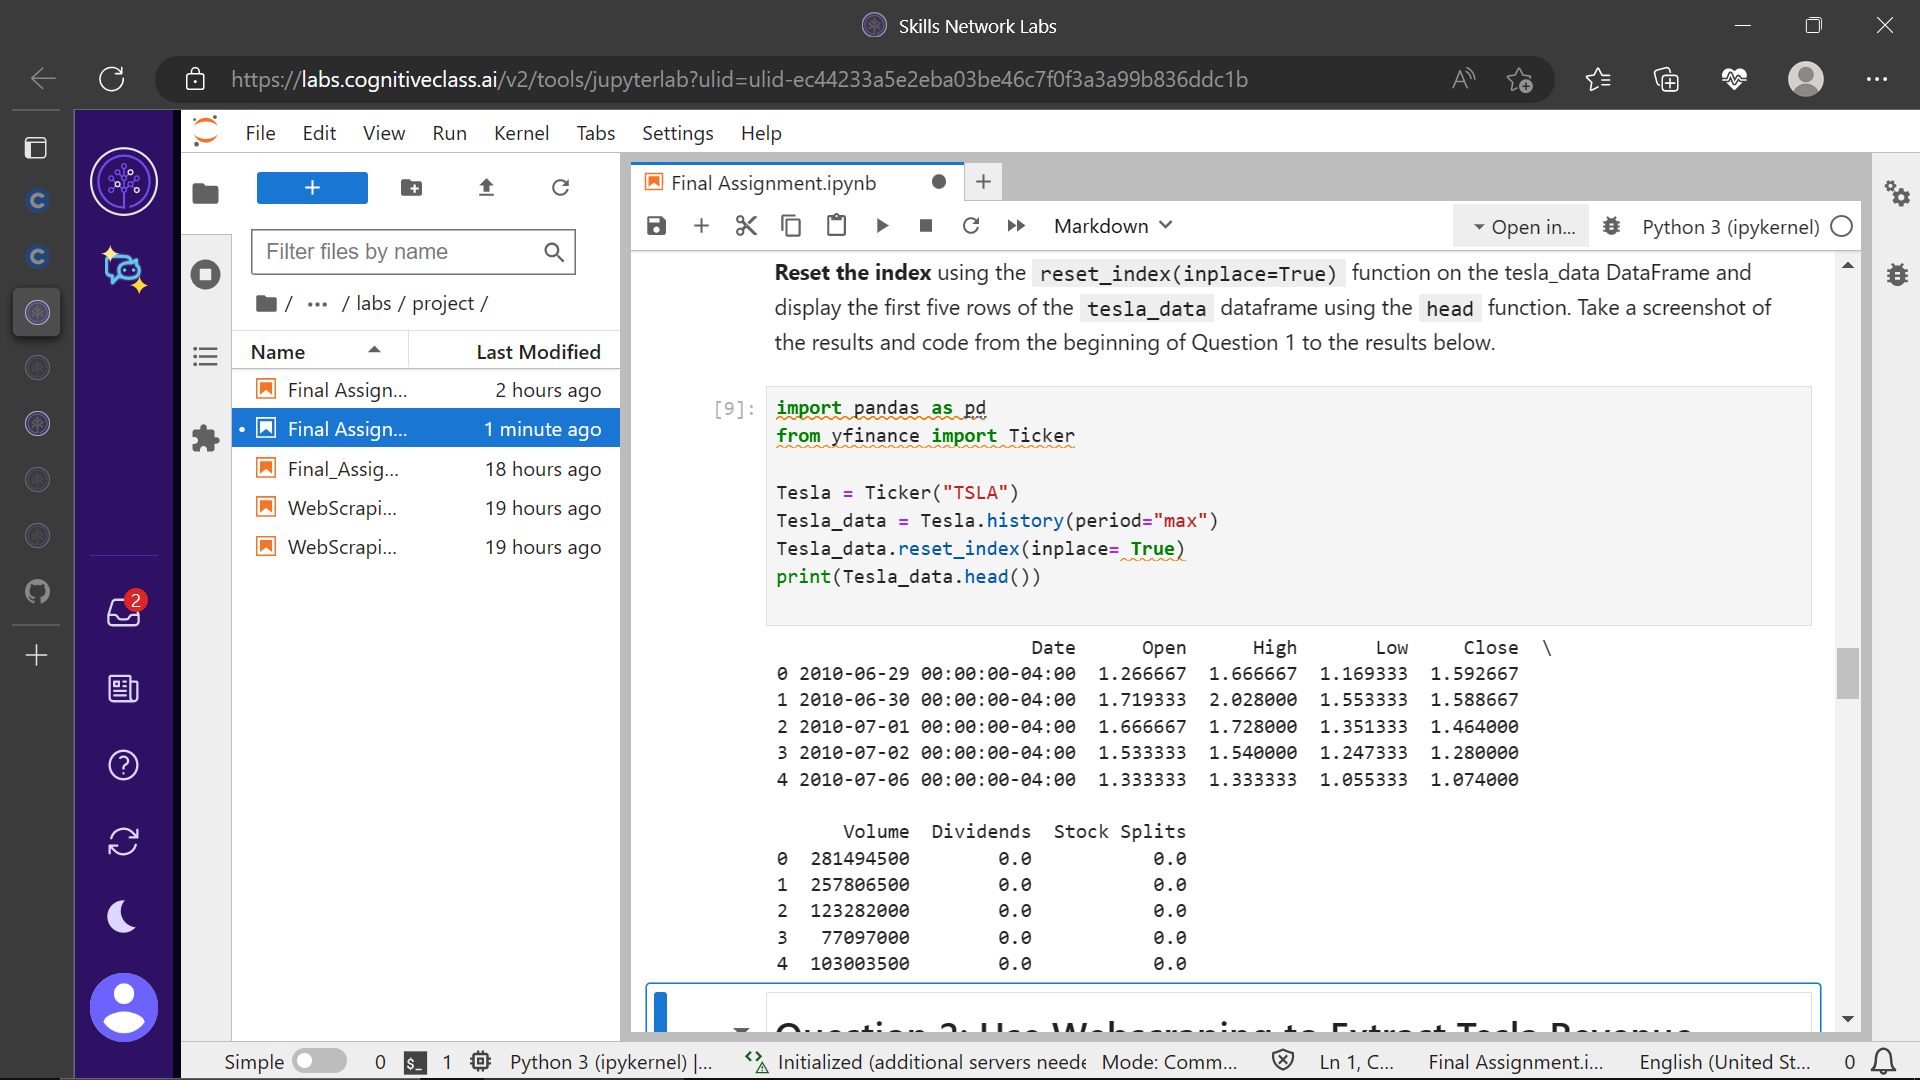 Skills Network Labs
https://labs.cognitiveclass.ai/v2/tools/jupyterlab?ulid=ulid-ec44233a5e2eba03be46c7f0f3a3a99b836ddc1b
File Edit View Run Kernel Tabs Settings Help
Final Assignment.ipynb
Markdown
Open in...
Python 3 (ipykernel)
Filter files by name
/ ... / labs / project /
Name Last Modified
Final Assign... 2 hours ago
Final Assign... 1 minute ago
Final_Assig... 18 hours ago
WebScrapi... 19 hours ago
WebScrapi... 19 hours ago
2
Reset the index using the reset_index(inplace=True) function on the tesla_data DataFrame and
display the first five rows of the tesla_data dataframe using the head function. Take a screenshot of
the results and code from the beginning of Question 1 to the results below.
[9]:
import pandas as pd
from yfinance import Ticker
Tesla = Ticker("TSLA")
Tesla_data = Tesla.history(period="max")
Tesla_data.reset_index(inplace= True)
print(Tesla_data.head())
Date Open High Low Close \
0 2010-06-29 00:00:00-04:00 1.266667 1.666667 1.169333 1.592667
1 2010-06-30 00:00:00-04:00 1.719333 2.028000 1.553333 1.588667
2 2010-07-01 00:00:00-04:00 1.666667 1.728000 1.351333 1.464000
3 2010-07-02 00:00:00-04:00 1.533333 1.540000 1.247333 1.280000
4 2010-07-06 00:00:00-04:00 1.333333 1.333333 1.055333 1.074000
Volume Dividends Stock Splits
0 281494500 0.0 0.0
1 257806500 0.0 0.0
2 123282000 0.0 0.0
3 77097000 0.0 0.0
4 103003500 0.0 0.0
Question 2: Use Webscraping to Extract Tesla Revenue
Simple 0 1 Python 3 (ipykernel) |... Initialized (additional servers neede Mode: Comm... Ln 1, C... Final Assignment.i... English (United St... 0